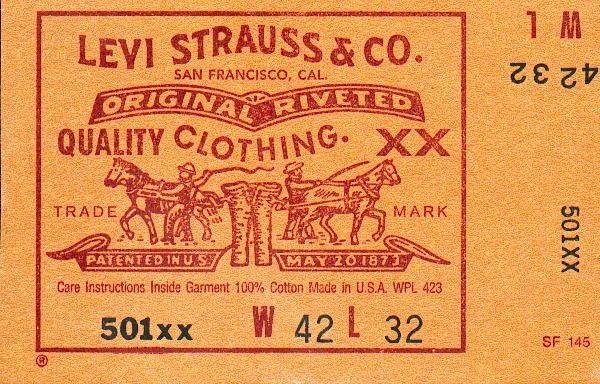 LEVI STRAUSS & CO.
SAN FRANCISCO, CAL.
ORIGINAL RIVETED
QUALITY CLOTHING. XX
TRADE MARK
PATENTED IN U.S. MAY 20 1873
Care Instructions Inside Garment 100% Cotton Made in U.S.A. WPL 423
501xx W 42 L 32
®
W L
42 32
501XX
SF 145